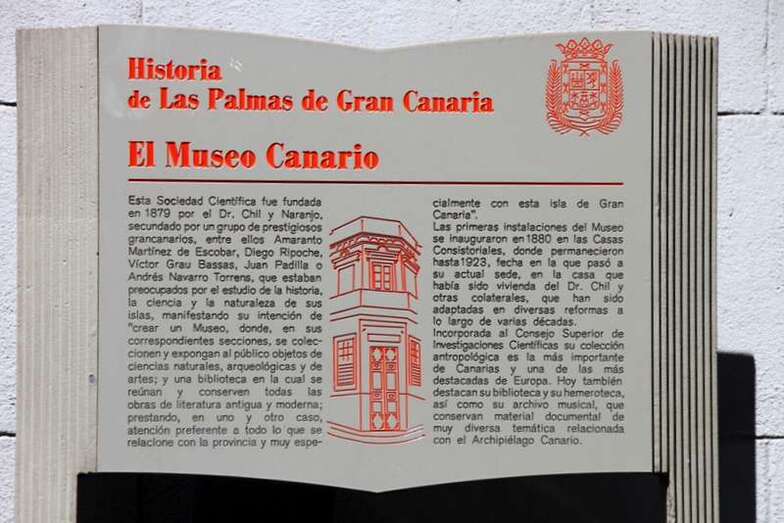 Historia
de Las Palmas de Gran Canaria
El Museo Canario
Esta Sociedad Científica fue fundada
en 1879 por el Dr. Chil y Naranjo,
secundado por un grupo de prestigiosos
grancanarios, entre ellos Amaranto
Martínez de Escobar, Diego Ripoche,
Víctor Grau Bassas, Juan Padilla o
Andrés Navarro Torrens, que estaban
preocupados por el estudio de la historia,
la ciencia y la naturaleza de sus
islas, manifestando su intención de
"crear un Museo, donde, en sus
correspondientes secciones, se colec-
cionen y expongan al público objetos de
ciencias naturales, arqueológicas y de
artes; y una biblioteca en la cual se
reúnan y conserven todas las
obras de literatura antigua y moderna;
prestando, en uno y otro caso,
atención preferente a todo lo que se
relacione con la provincia y muy espe-
cialmente con esta isla de Gran
Canaria".
Las primeras instalaciones del Museo
se inauguraron en 1880 en las Casas
Consistoriales, donde permanecieron
hasta 1923, fecha en la que pasó a
su actual sede, en la casa que
había sido vivienda del Dr. Chil y
otras colaterales, que han sido
adaptadas en diversas reformas a
lo largo de varias décadas.
Incorporada al Consejo Superior de
Investigaciones Científicas su colección
antropológica es la más importante
de Canarias y una de las más
destacadas de Europa. Hoy también
destacan su biblioteca y su hemeroteca,
así como su archivo musical, que
conservan material documental de
muy diversa temática relacionada
con el Archipiélago Canario.